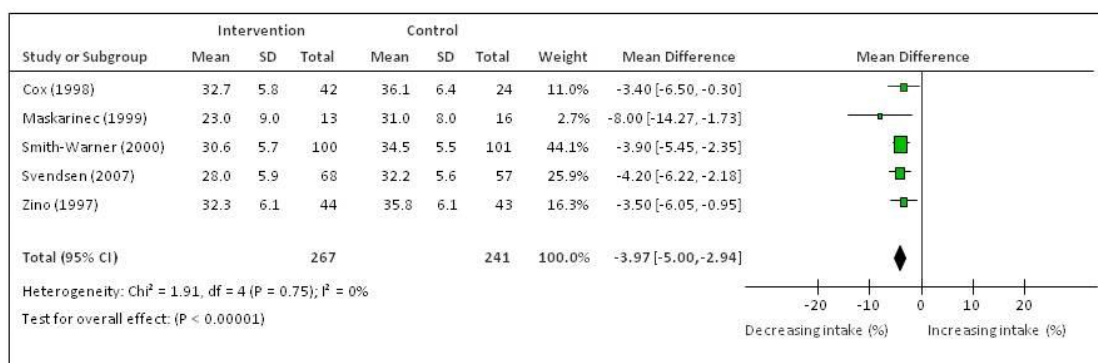 Intervention Control
Study or Subgroup Mean SD Total Mean SD Total Weight Mean Difference Mean Difference
Cox (1998) 32.7 5.8 42 36.1 6.4 24 11.0% -3.40 [-6.50, -0.30]
Maskarinec (1999) 23.0 9.0 13 31.0 8.0 16 2.7% -8.00 [-14.27, -1.73]
Smith-Warner (2000) 30.6 5.7 100 34.5 5.5 101 44.1% -3.90 [-5.45, -2.35]
Svendsen (2007) 28.0 5.9 68 32.2 5.6 57 25.9% -4.20 [-6.22, -2.18]
Zino (1997) 32.3 6.1 44 35.8 6.1 43 16.3% -3.50 [-6.05, -0.95]
Total (95% CI) 267 241 100.0% -3.97 [-5.00,-2.94]
Heterogeneity: Chi² = 1.91, df = 4 (P = 0.75); I² = 0%
Test for overall effect: (P < 0.00001)
-20 -10 0 10 20
Decreasing intake (%) Increasing intake (%)